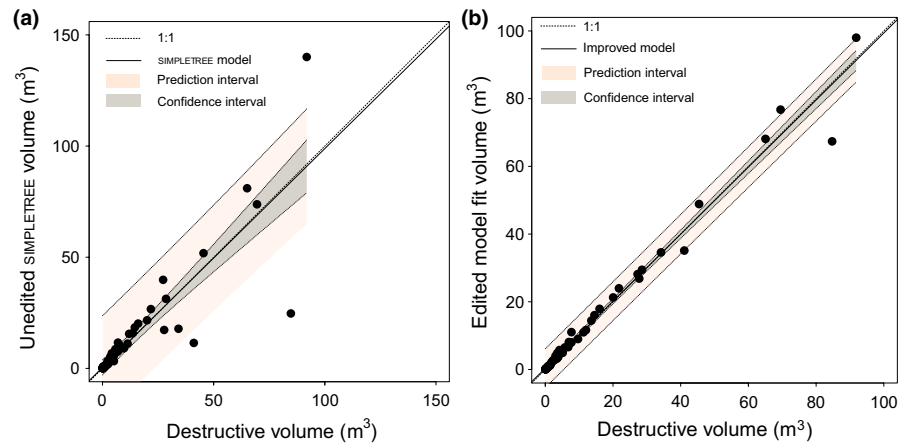 (a)
1:1
SIMPLETREE model
Prediction interval
Confidence interval
150
100
50
0
Unedited SIMPLETREE volume (m³)
0 50 100 150
Destructive volume (m³)
(b)
1:1
Improved model
Prediction interval
Confidence interval
100
80
60
40
20
0
Edited model fit volume (m³)
0 20 40 60 80 100
Destructive volume (m³)